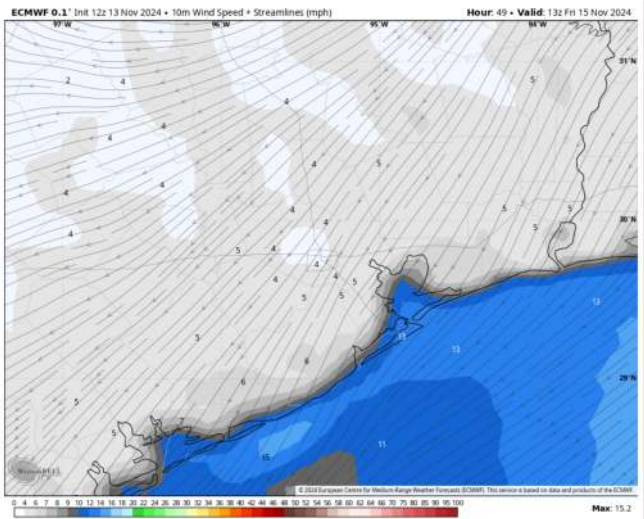 ECMWF 0.1° Init 12z 13 Nov 2024 • 10m Wind Speed + Streamlines (mph) Hour: 49 • Valid: 13z Fri 15 Nov 2024
97°W 96°W 95°W 94°W
31°N
5
2 4
4
4 4
4 5
4 4
4 5 5
4 4 5
30°N
5 4
4
4 4 5
5 5
13
5 13 13
6
29°N
6
5
7
5
11
15
© 2024 European Centre for Medium-Range Weather Forecasts (ECMWF). This service is based on data and products of the ECMWF.
0 4 6 8 9 10 12 14 16 18 20 21 22 24 26 28 30 32 34 36 38 40 42 44 46 48 50 52 54 56 58 60 62 64 66 70 75 80 85 90 95 100
Max: 15.2